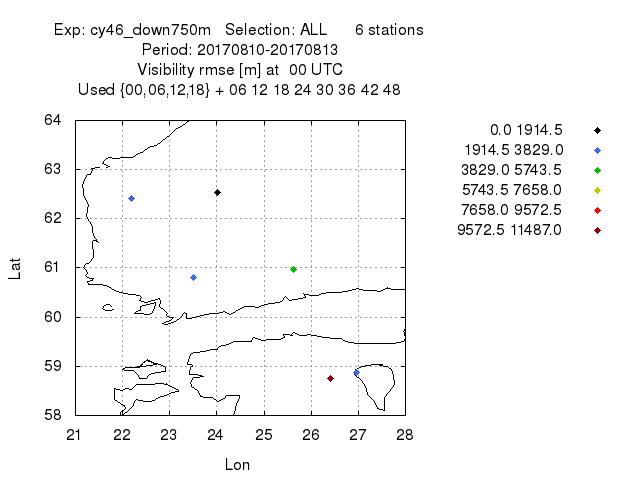 Exp: cy46_down750m   Selection: ALL      6 stations
Period: 20170810-20170813
Visibility rmse [m] at  00 UTC
Used {00,06,12,18} + 06 12 18 24 30 36 42 48
64
63
62
61
60
59
58
Lat
21 22 23 24 25 26 27 28
Lon
0.0 1914.5
1914.5 3829.0
3829.0 5743.5
5743.5 7658.0
7658.0 9572.5
9572.5 11487.0